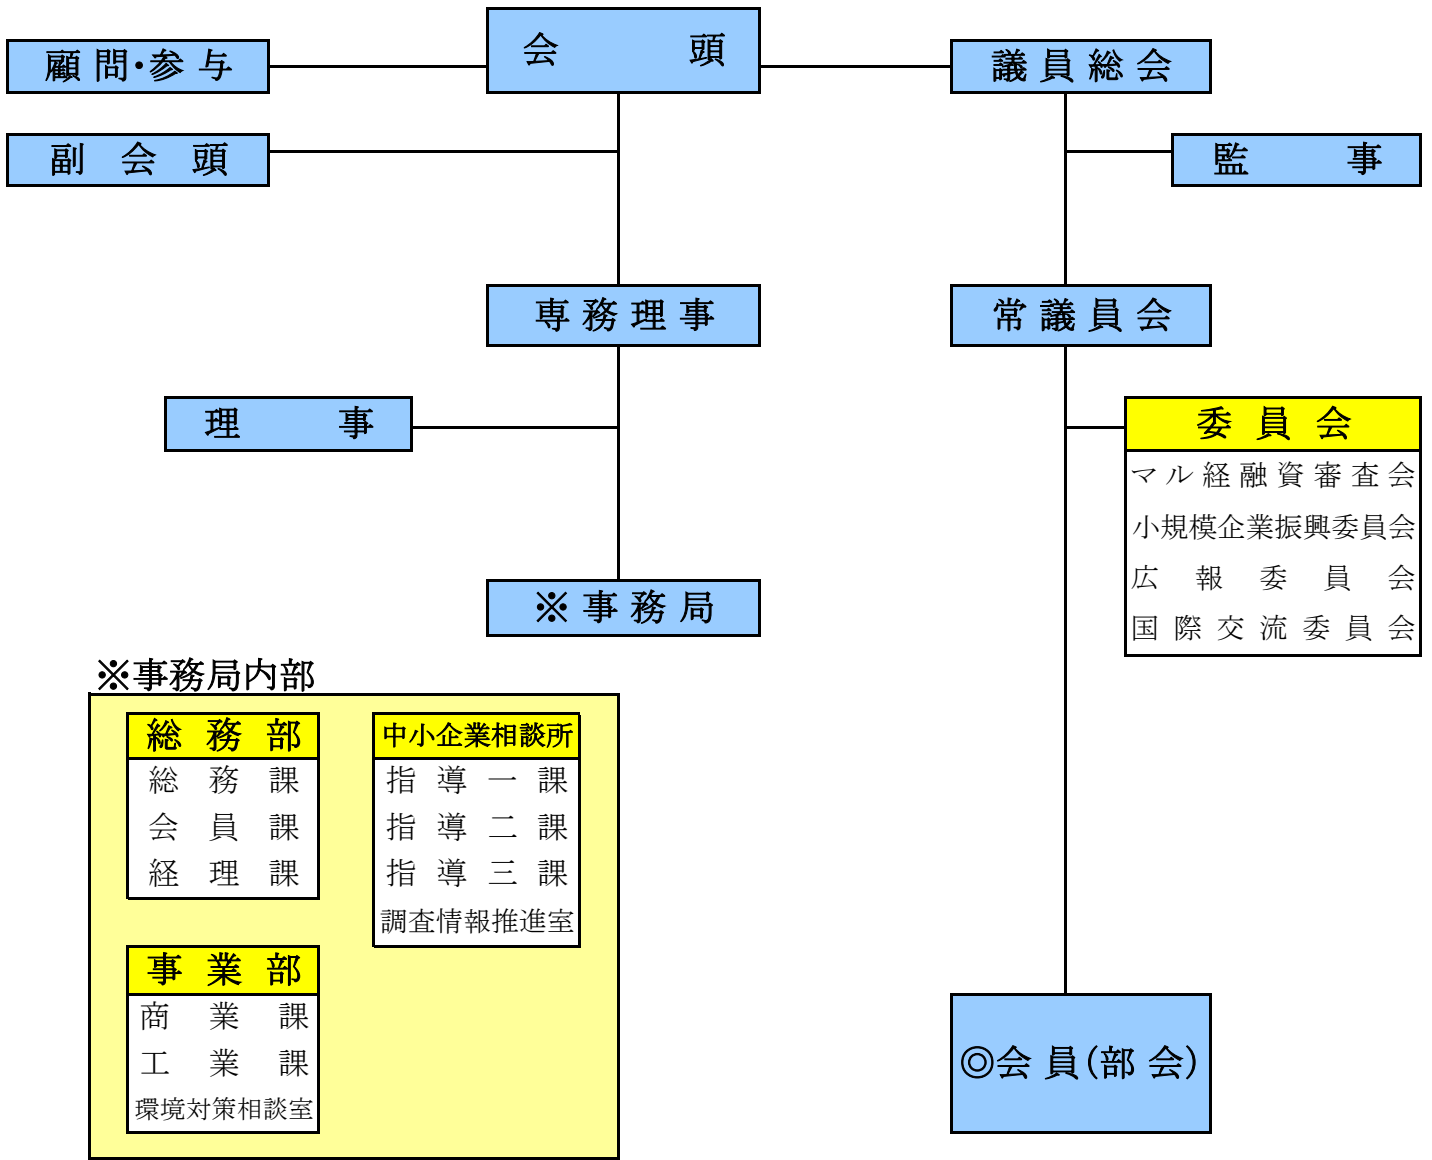 会頭
顧問・参与
議員総会
副会頭
監事
専務理事
常議員会
理事
委員会
マル経融資審査会
小規模企業振興委員会
広報委員会
国際交流委員会
※事務局
※事務局内部
総務部
総務課
会員課
経理課
中小企業相談所
指導一課
指導二課
指導三課
調査情報推進室
事業部
商業課
工業課
環境対策相談室
◎会員(部会)